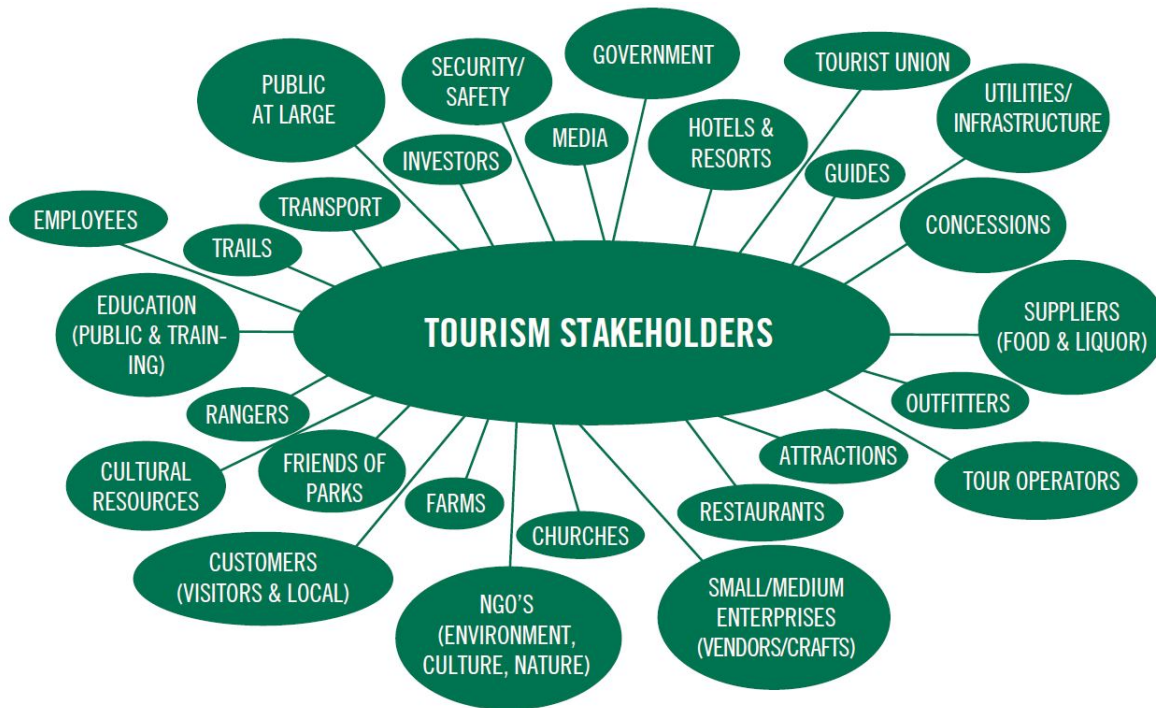 GOVERNMENT
TOURIST UNION
SECURITY/
SAFETY
PUBLIC
AT LARGE
UTILITIES/
INFRASTRUCTURE
MEDIA
HOTELS &
RESORTS
INVESTORS
GUIDES
TRANSPORT
EMPLOYEES
CONCESSIONS
TRAILS
EDUCATION
(PUBLIC & TRAIN-
ING)
TOURISM STAKEHOLDERS
SUPPLIERS
(FOOD & LIQUOR)
RANGERS
OUTFITTERS
CULTURAL
RESOURCES
FRIENDS OF
PARKS
ATTRACTIONS
TOUR OPERATORS
FARMS
RESTAURANTS
CHURCHES
CUSTOMERS
(VISITORS & LOCAL)
NGO'S
(ENVIRONMENT,
CULTURE, NATURE)
SMALL/MEDIUM
ENTERPRISES
(VENDORS/CRAFTS)